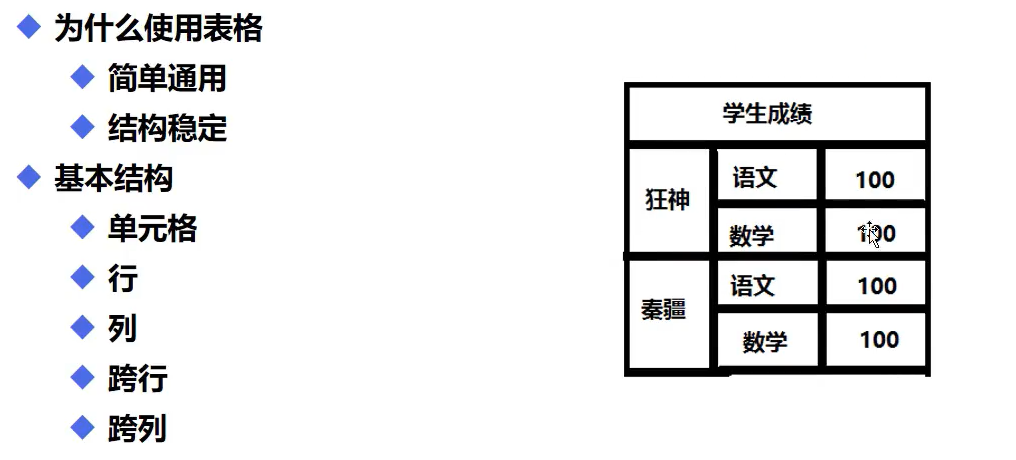 为什么使用表格
简单通用
结构稳定
基本结构
单元格
行
列
跨行
跨列
学生成绩
狂神
语文 100
数学 100
秦疆
语文 100
数学 100